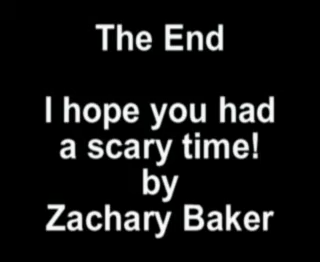 The End
I hope you had
a scary time!
by
Zachary Baker